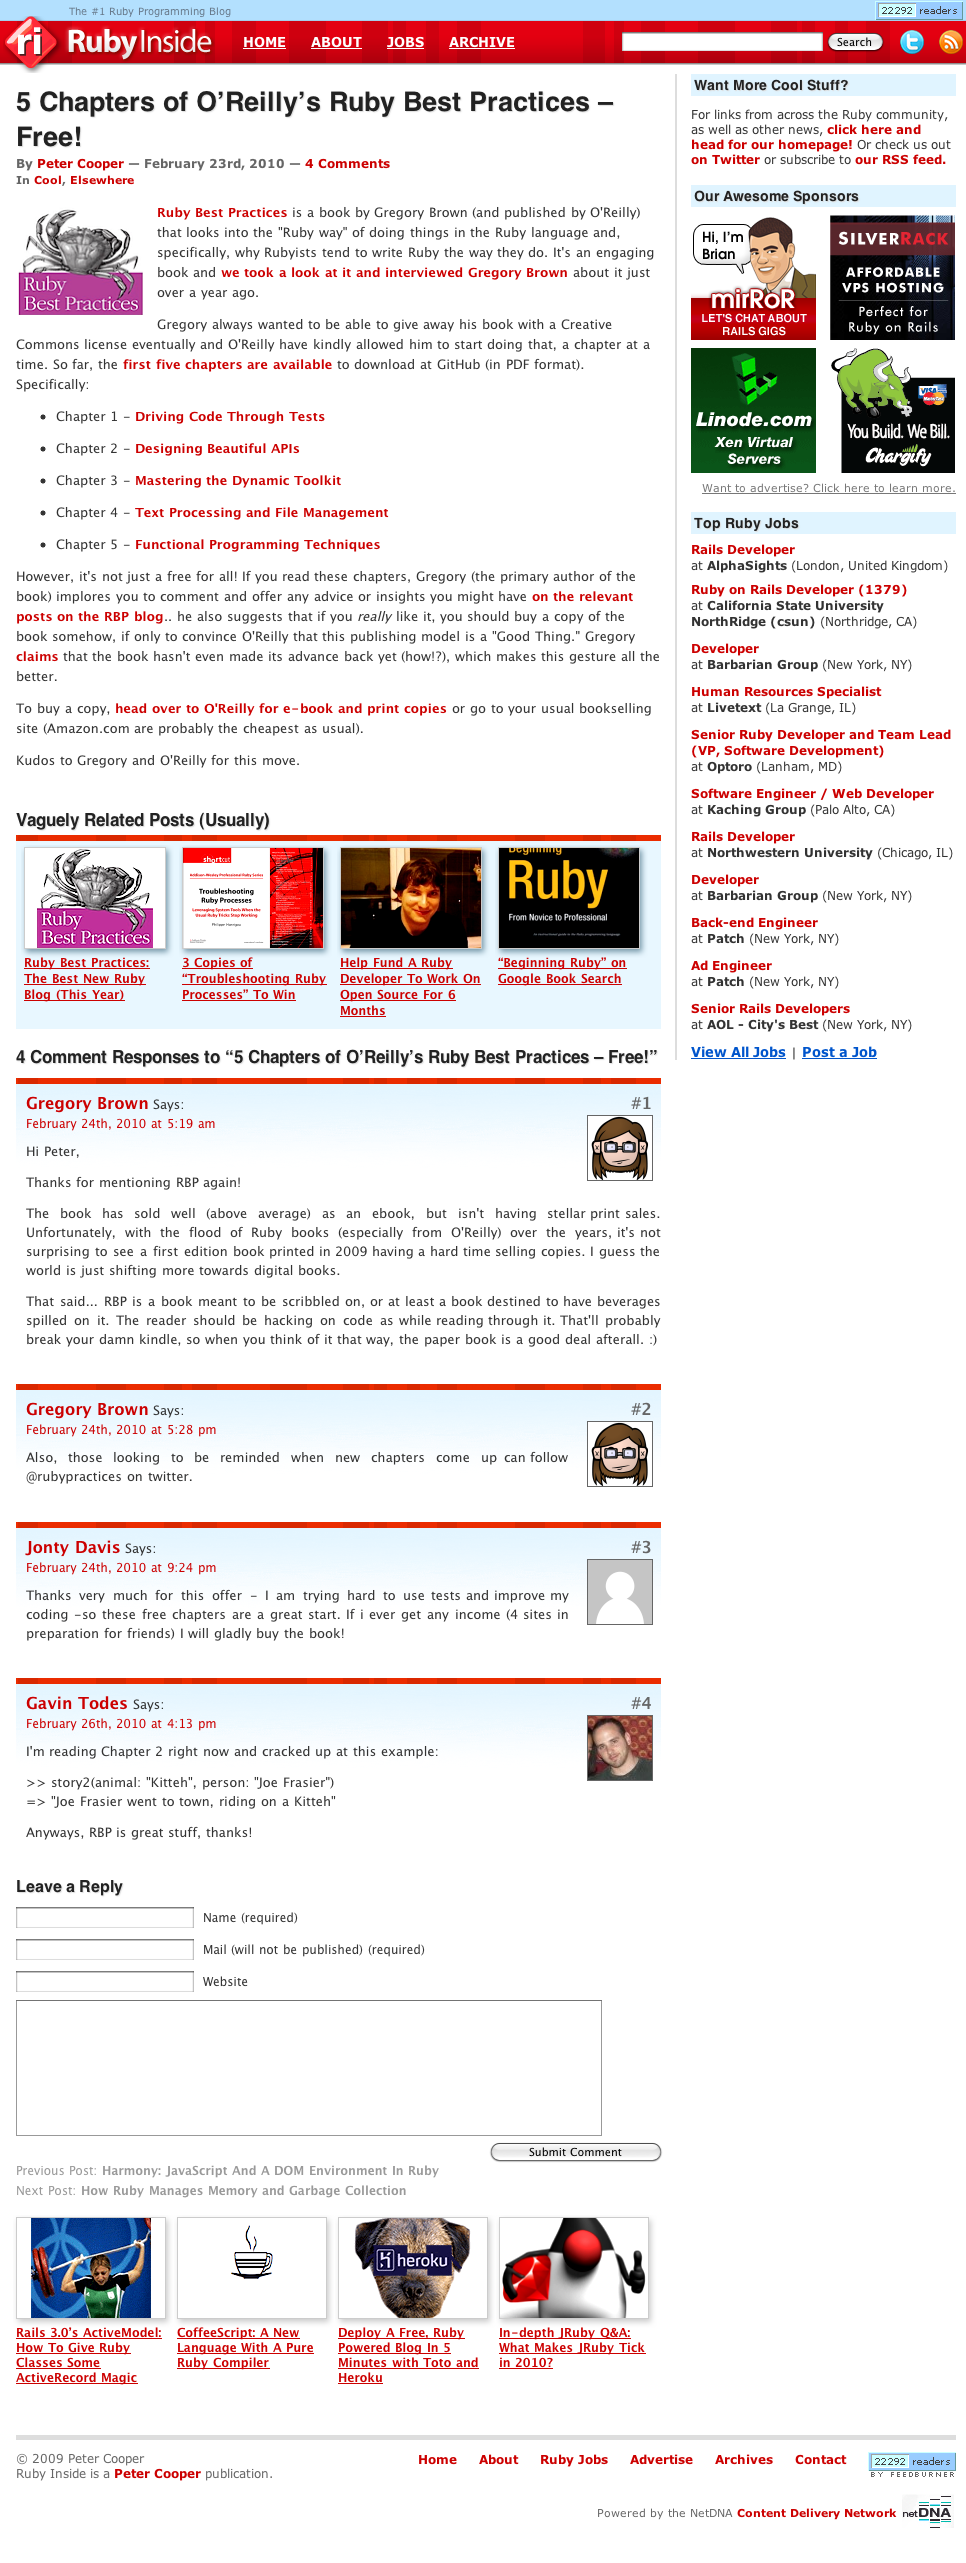 The #1 Ruby Programming Blog
22292 readers
ri RubyInside
HOME ABOUT JOBS ARCHIVE
Search
5 Chapters of O’Reilly’s Ruby Best Practices –
Free!
By Peter Cooper — February 23rd, 2010 — 4 Comments
In Cool, Elsewhere
Ruby
Best Practices
Ruby Best Practices is a book by Gregory Brown (and published by O'Reilly)
that looks into the "Ruby way" of doing things in the Ruby language and,
specifically, why Rubyists tend to write Ruby the way they do. It's an engaging
book and we took a look at it and interviewed Gregory Brown about it just
over a year ago.
Gregory always wanted to be able to give away his book with a Creative
Commons license eventually and O'Reilly have kindly allowed him to start doing that, a chapter at a
time. So far, the first five chapters are available to download at GitHub (in PDF format).
Specifically:
• Chapter 1 – Driving Code Through Tests
• Chapter 2 – Designing Beautiful APIs
• Chapter 3 – Mastering the Dynamic Toolkit
• Chapter 4 – Text Processing and File Management
• Chapter 5 – Functional Programming Techniques
However, it's not just a free for all! If you read these chapters, Gregory (the primary author of the
book) implores you to comment and offer any advice or insights you might have on the relevant
posts on the RBP blog.. he also suggests that if you really like it, you should buy a copy of the
book somehow, if only to convince O'Reilly that this publishing model is a "Good Thing." Gregory
claims that the book hasn't even made its advance back yet (how!?), which makes this gesture all the
better.
To buy a copy, head over to O'Reilly for e-book and print copies or go to your usual bookselling
site (Amazon.com are probably the cheapest as usual).
Kudos to Gregory and O'Reilly for this move.
Vaguely Related Posts (Usually)
Ruby
Best Practices
Ruby Best Practices:
The Best New Ruby
Blog (This Year)
short cut
Addison-Wesley Professional Ruby Series
Troubleshooting
Ruby Processes
Leveraging System Tools When the
Usual Ruby Tricks Stop Working
3 Copies of
“Troubleshooting Ruby
Processes” To Win
Help Fund A Ruby
Developer To Work On
Open Source For 6
Months
Beginning
Ruby
From Novice to Professional
“Beginning Ruby” on
Google Book Search
4 Comment Responses to “5 Chapters of O’Reilly’s Ruby Best Practices – Free!”
Gregory Brown Says: #1
February 24th, 2010 at 5:19 am
Hi Peter,
Thanks for mentioning RBP again!
The book has sold well (above average) as an ebook, but isn't having stellar print sales.
Unfortunately, with the flood of Ruby books (especially from O'Reilly) over the years, it's not
surprising to see a first edition book printed in 2009 having a hard time selling copies. I guess the
world is just shifting more towards digital books.
That said... RBP is a book meant to be scribbled on, or at least a book destined to have beverages
spilled on it. The reader should be hacking on code as while reading through it. That'll probably
break your damn kindle, so when you think of it that way, the paper book is a good deal afterall. :)
Gregory Brown Says: #2
February 24th, 2010 at 5:28 pm
Also, those looking to be reminded when new chapters come up can follow
@rubypractices on twitter.
Jonty Davis Says: #3
February 24th, 2010 at 9:24 pm
Thanks very much for this offer – I am trying hard to use tests and improve my
coding –so these free chapters are a great start. If i ever get any income (4 sites in
preparation for friends) I will gladly buy the book!
Gavin Todes Says: #4
February 26th, 2010 at 4:13 pm
I'm reading Chapter 2 right now and cracked up at this example:
>> story2(animal: "Kitteh", person: "Joe Frasier")
=> "Joe Frasier went to town, riding on a Kitteh"
Anyways, RBP is great stuff, thanks!
Leave a Reply
Name (required)
Mail (will not be published) (required)
Website
Submit Comment
Previous Post: Harmony: JavaScript And A DOM Environment In Ruby
Next Post: How Ruby Manages Memory and Garbage Collection
Rails 3.0’s ActiveModel:
How To Give Ruby
Classes Some
ActiveRecord Magic
CoffeeScript: A New
Language With A Pure
Ruby Compiler
heroku
Deploy A Free, Ruby
Powered Blog In 5
Minutes with Toto and
Heroku
In-depth JRuby Q&A:
What Makes JRuby Tick
in 2010?
Want More Cool Stuff?
For links from across the Ruby community,
as well as other news, click here and
head for our homepage! Or check us out
on Twitter or subscribe to our RSS feed.
Our Awesome Sponsors
Hi, I'm
Brian
mirRoR
LET'S CHAT ABOUT
RAILS GIGS
SILVERRACK
AFFORDABLE
VPS HOSTING
Perfect for
Ruby on Rails
Linode.com
Xen Virtual
Servers
VISA
MasterCard
You Build. We Bill.
Chargify
Want to advertise? Click here to learn more.
Top Ruby Jobs
Rails Developer
at AlphaSights (London, United Kingdom)
Ruby on Rails Developer (1379)
at California State University
NorthRidge (csun) (Northridge, CA)
Developer
at Barbarian Group (New York, NY)
Human Resources Specialist
at Livetext (La Grange, IL)
Senior Ruby Developer and Team Lead
(VP, Software Development)
at Optoro (Lanham, MD)
Software Engineer / Web Developer
at Kaching Group (Palo Alto, CA)
Rails Developer
at Northwestern University (Chicago, IL)
Developer
at Barbarian Group (New York, NY)
Back-end Engineer
at Patch (New York, NY)
Ad Engineer
at Patch (New York, NY)
Senior Rails Developers
at AOL - City's Best (New York, NY)
View All Jobs | Post a Job
© 2009 Peter Cooper
Ruby Inside is a Peter Cooper publication.
Home About Ruby Jobs Advertise Archives Contact
22292 readers
BY FEEDBURNER
Powered by the NetDNA Content Delivery Network netDNA